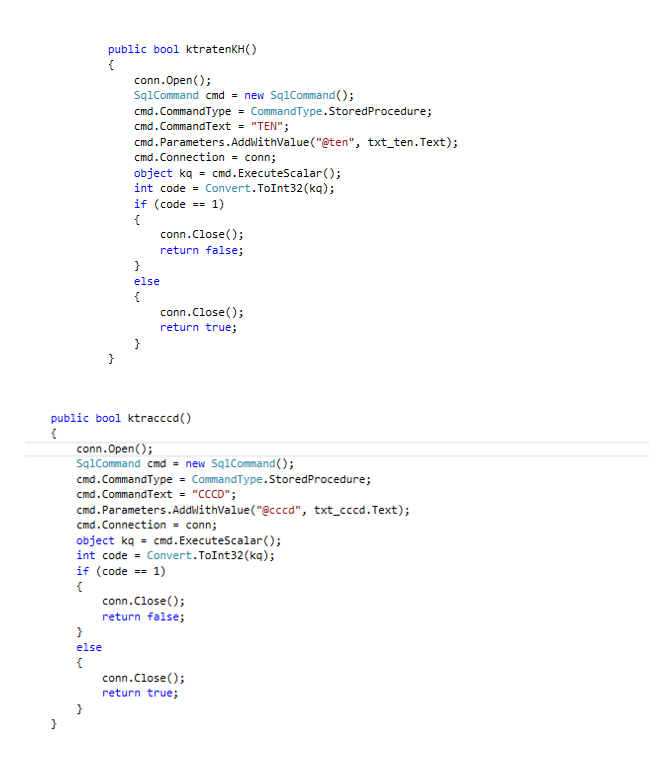 public bool ktratenKH()
{
conn.Open();
SqlCommand cmd = new SqlCommand();
cmd.CommandType = CommandType.StoredProcedure;
cmd.CommandText = "TEN";
cmd.Parameters.AddWithValue("@ten", txt_ten.Text);
cmd.Connection = conn;
object kq = cmd.ExecuteScalar();
int code = Convert.ToInt32(kq);
if (code == 1)
{
conn.Close();
return false;
}
else
{
conn.Close();
return true;
}
}
public bool ktracccd()
{
conn.Open();
SqlCommand cmd = new SqlCommand();
cmd.CommandType = CommandType.StoredProcedure;
cmd.CommandText = "CCCD";
cmd.Parameters.AddWithValue("@cccd", txt_cccd.Text);
cmd.Connection = conn;
object kq = cmd.ExecuteScalar();
int code = Convert.ToInt32(kq);
if (code == 1)
{
conn.Close();
return false;
}
else
{
conn.Close();
return true;
}
}